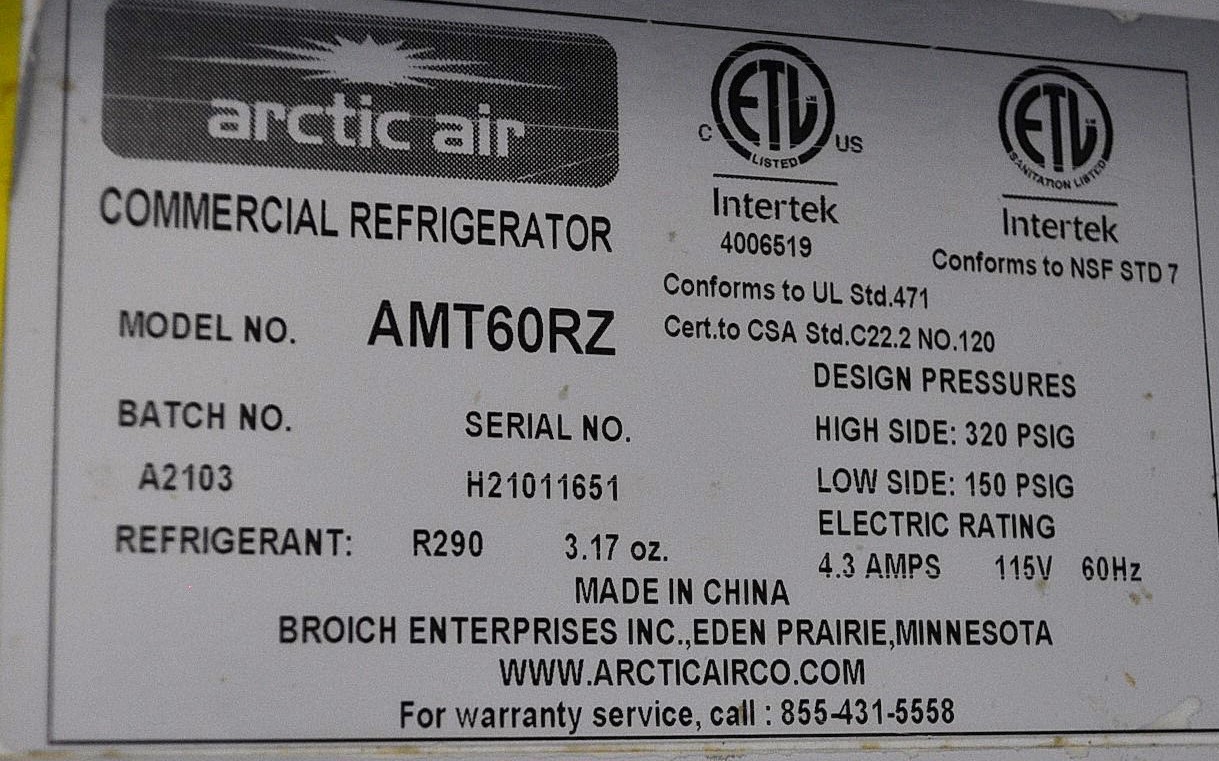 arctic air
COMMERCIAL REFRIGERATOR
MODEL NO. AMT60RZ
BATCH NO. SERIAL NO.
A2103 H21011651
REFRIGERANT: R290 3.17 oz.
C ETL US
LISTED
Intertek
4006519
Conforms to UL Std.471
Cert.to CSA Std.C22.2 NO.120
ETL
SANITATION LISTED
Intertek
Conforms to NSF STD 7
DESIGN PRESSURES
HIGH SIDE: 320 PSIG
LOW SIDE: 150 PSIG
ELECTRIC RATING
4.3 AMPS 115V 60Hz
MADE IN CHINA
BROICH ENTERPRISES INC.,EDEN PRAIRIE,MINNESOTA
WWW.ARCTICAIRCO.COM
For warranty service, call : 855-431-5558